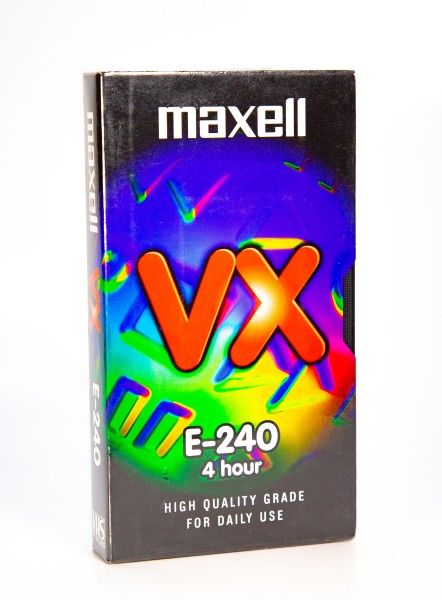 maxell
VX
E-240
4 hour
HIGH QUALITY GRADE
FOR DAILY USE
maxell
VX
E-240
VHS